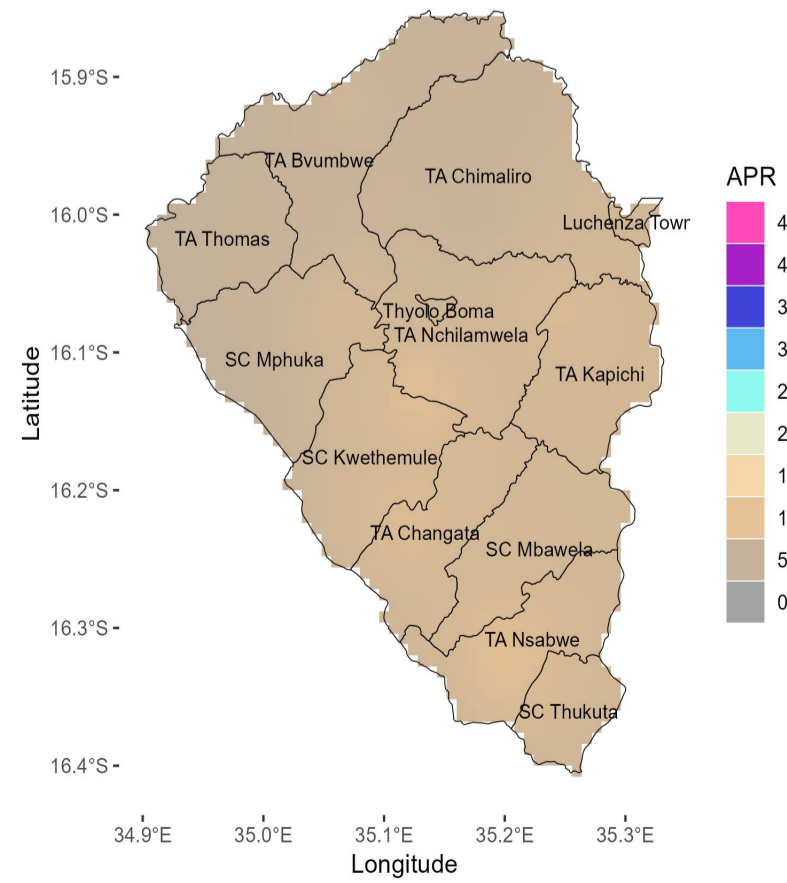 15.9°S
16.0°S
16.1°S
16.2°S
16.3°S
16.4°S
Latitude
TA Bvumbwe
TA Chimaliro
Luchenza Towr
TA Thomas
Thyolo Boma
TA Nchilamwela
SC Mphuka
TA Kapichi
SC Kwethemule
TA Changata
SC Mbawela
TA Nsabwe
SC Thukuta
APR
4
4
3
3
2
2
1
1
5
0
34.9°E 35.0°E 35.1°E 35.2°E 35.3°E
Longitude